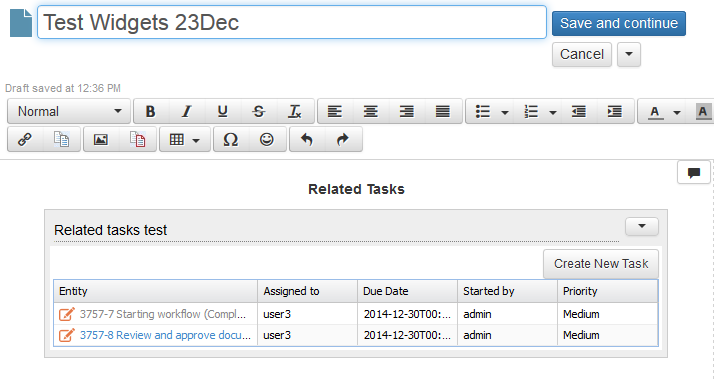 Test Widgets 23Dec
Save and continue
Cancel
Draft saved at 12:36 PM
Normal B I U S Tx A A
Related Tasks
Related tasks test
Create New Task
Entity Assigned to Due Date Started by Priority
3757-7 Starting workflow (Compl... user3 2014-12-30T00:... admin Medium
3757-8 Review and approve docu... user3 2014-12-30T00:... admin Medium